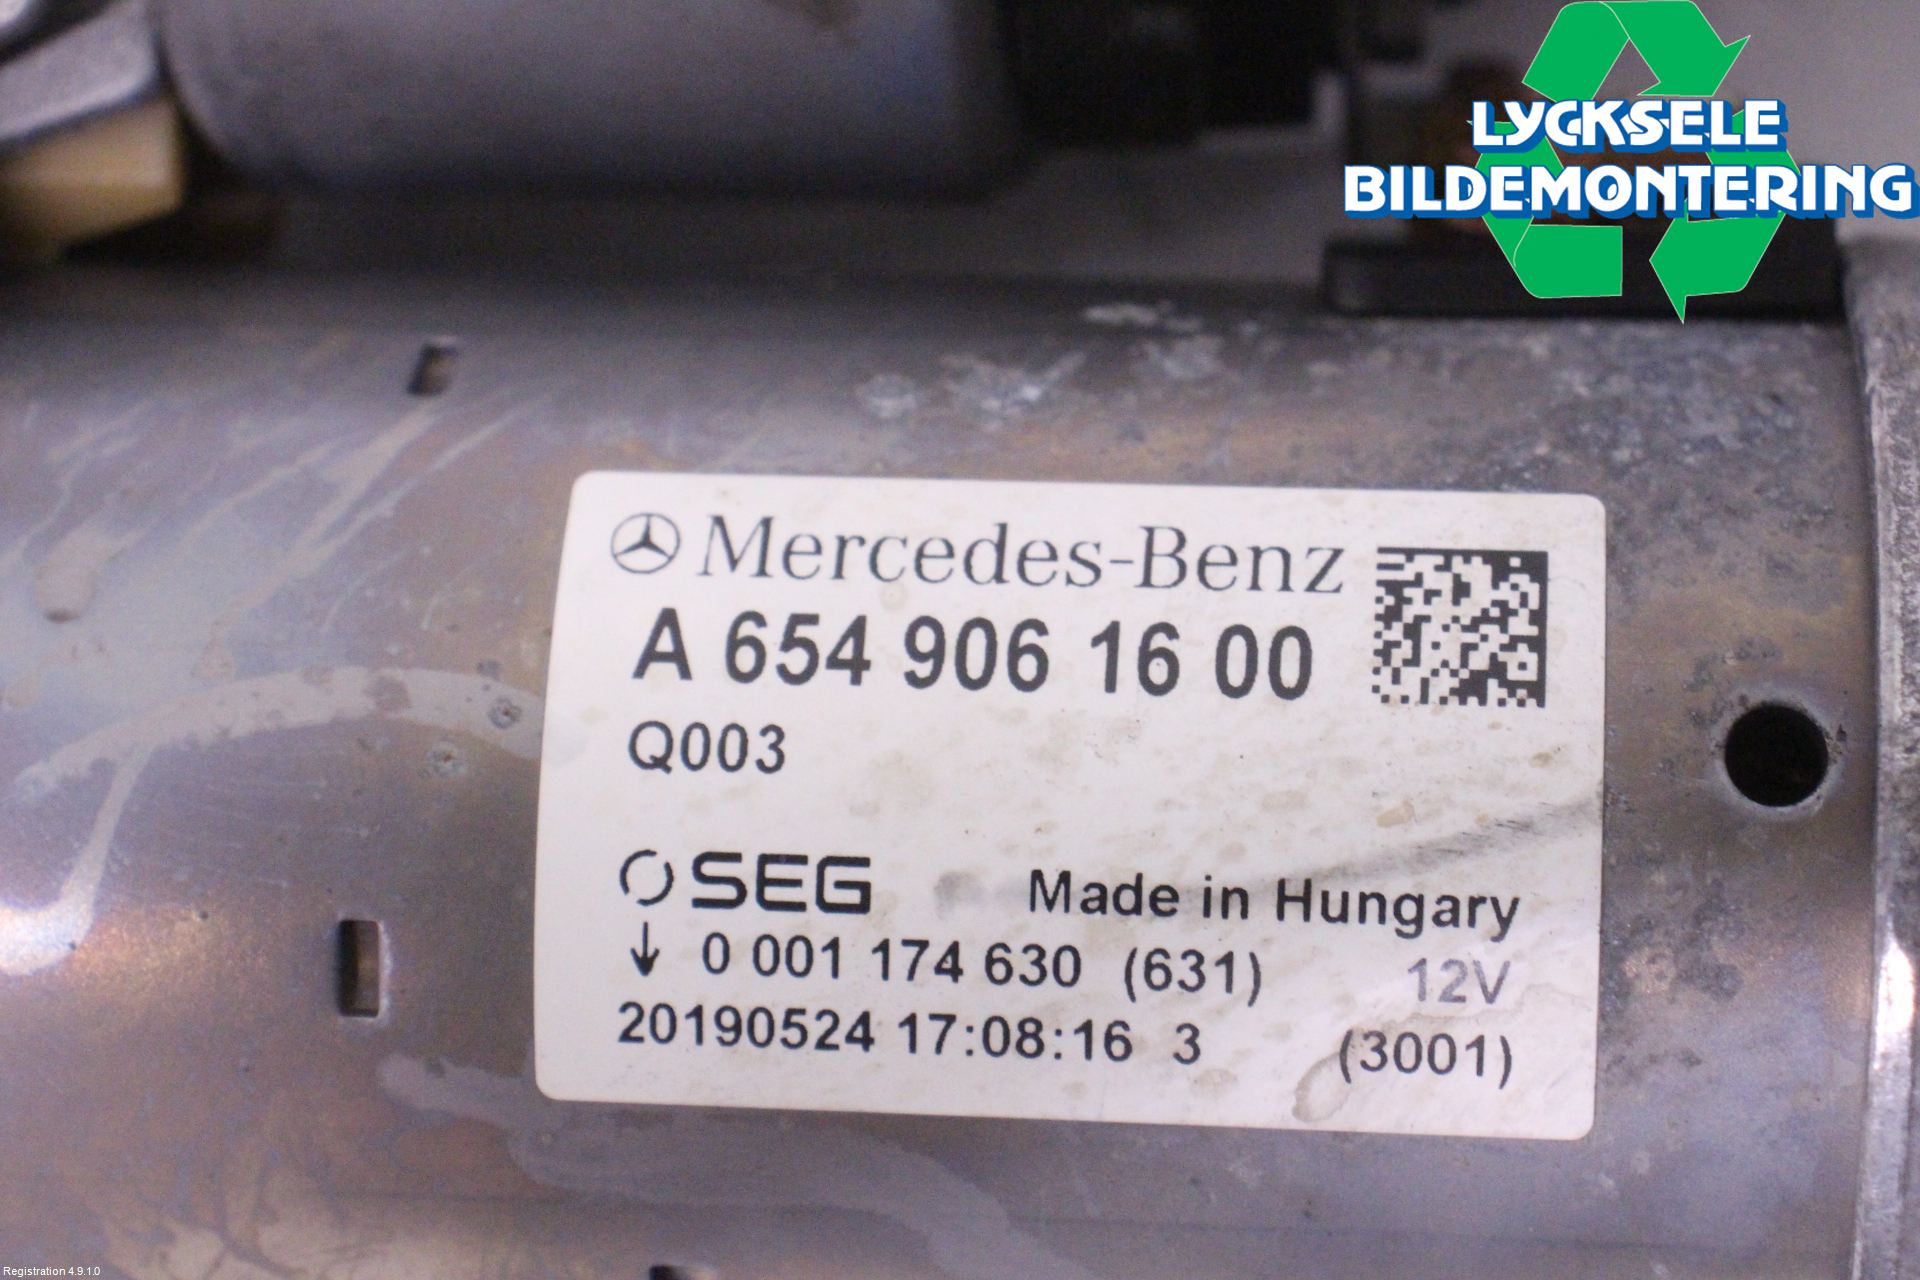 LYCKSELE
BILDEMONTERING
Mercedes-Benz
A 654 906 16 00
Q003
SEG Made in Hungary
↓ 0 001 174 630 (631) 12V
20190524 17:08:16 3 (3001)
Registration 4.9.1.0